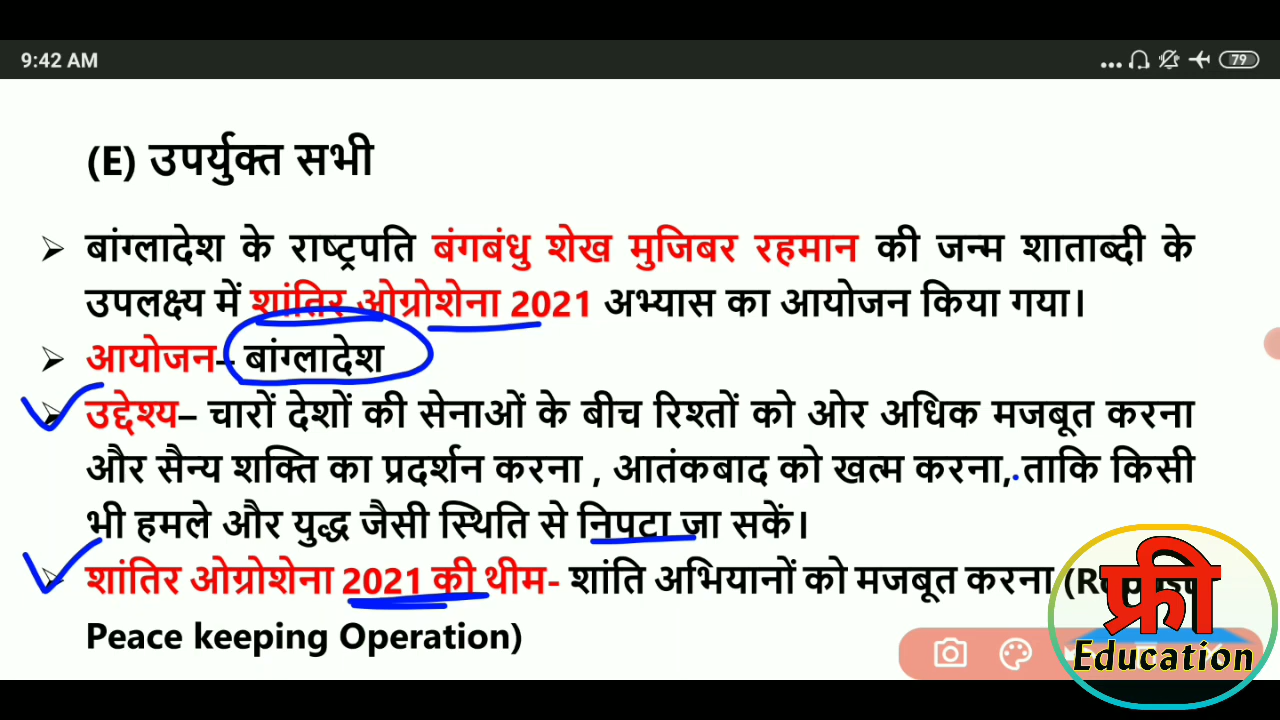 9:42 AM
79
(E) उपर्युक्त सभी
➢ बांग्लादेश के राष्ट्रपति बंगबंधु शेख मुजिबर रहमान की जन्म शाताब्दी के
उपलक्ष्य में शांतिर ओग्रोशेना 2021 अभ्यास का आयोजन किया गया।
➢ आयोजन– बांग्लादेश
➢ उद्देश्य– चारों देशों की सेनाओं के बीच रिश्तों को ओर अधिक मजबूत करना
और सैन्य शक्ति का प्रदर्शन करना , आतंकबाद को खत्म करना, ताकि किसी
भी हमले और युद्ध जैसी स्थिति से निपटा जा सकें।
➢ शांतिर ओग्रोशेना 2021 की थीम- शांति अभियानों को मजबूत करना
Peace keeping Operation)
फ्री
Education